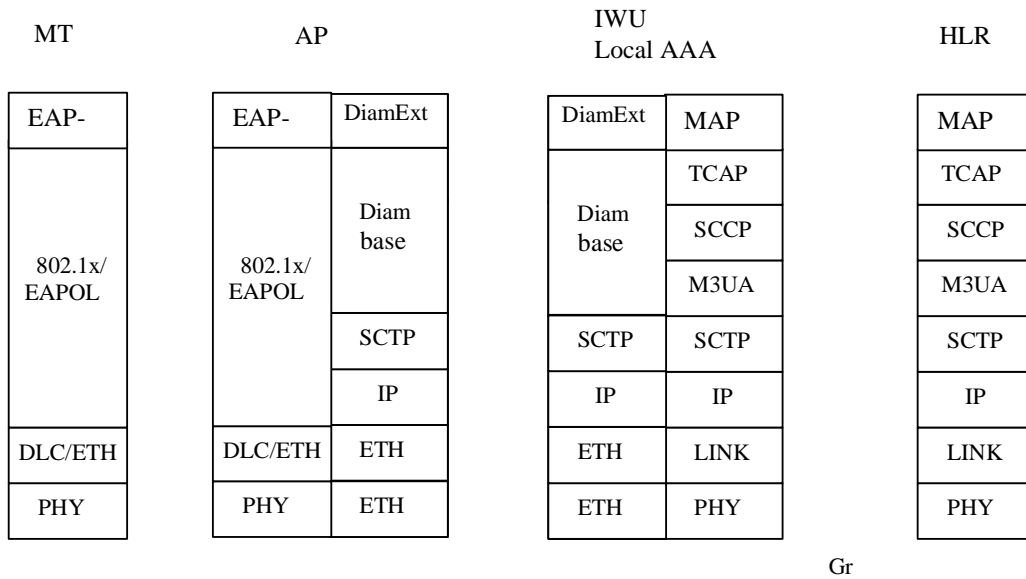 MT
AP
IWU
Local AAA
HLR
EAP-
EAP-
DiamExt
DiamExt
MAP
MAP
TCAP
TCAP
Diam
base
Diam
base
SCCP
SCCP
802.1x/
EAPOL
802.1x/
EAPOL
M3UA
M3UA
SCTP
SCTP
SCTP
SCTP
IP
IP
IP
IP
DLC/ETH
DLC/ETH
ETH
ETH
LINK
LINK
PHY
PHY
ETH
ETH
PHY
PHY
Gr